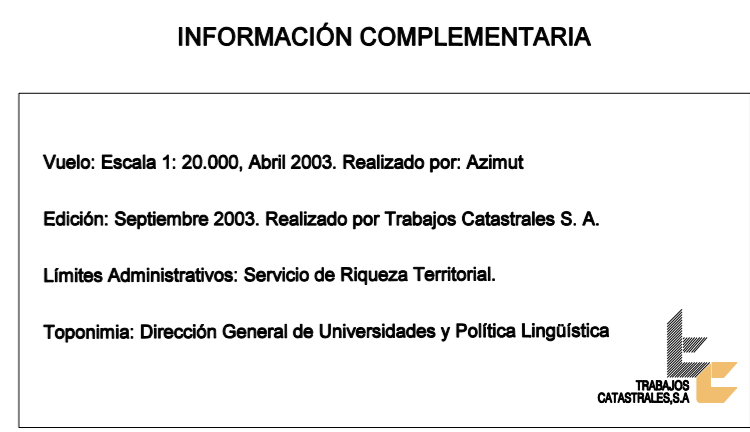 INFORMACIÓN COMPLEMENTARIA
Vuelo: Escala 1: 20.000, Abril 2003. Realizado por: Azimut
Edición: Septiembre 2003. Realizado por Trabajos Catastrales S. A.
Límites Administrativos: Servicio de Riqueza Territorial.
Toponimia: Dirección General de Universidades y Política Lingüística
TRABAJOS
CATASTRALES,S.A